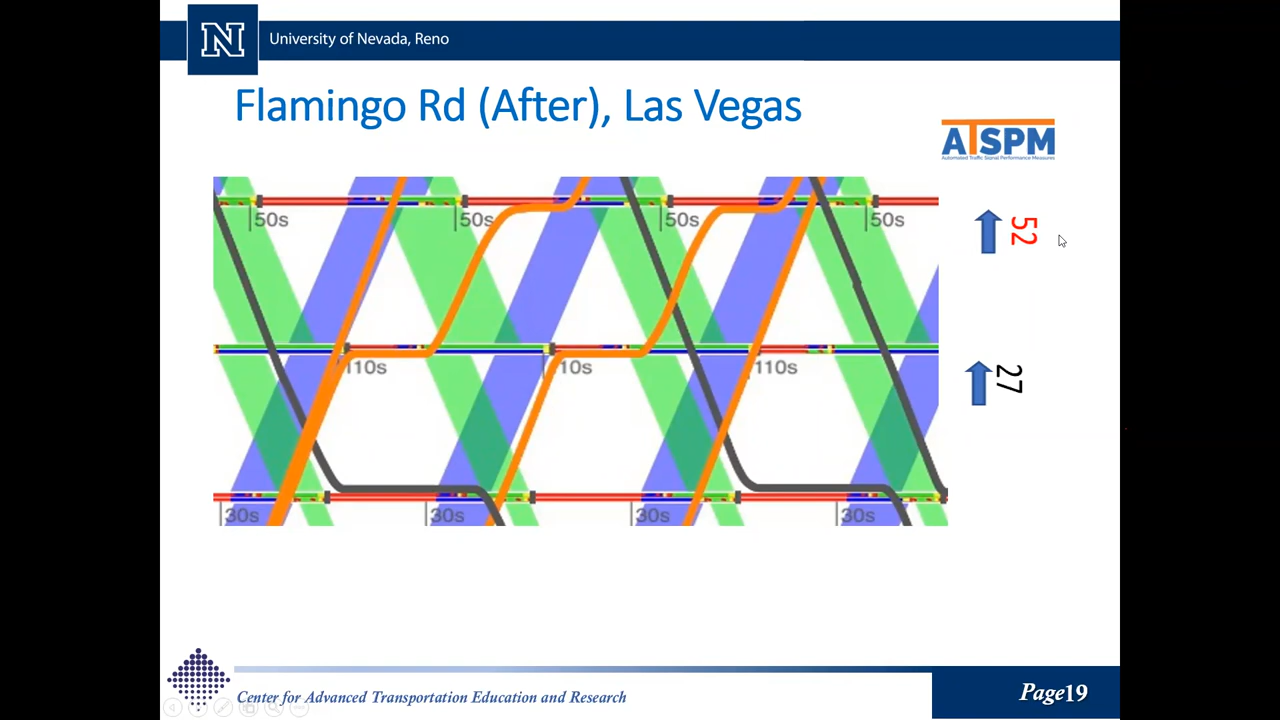 N
University of Nevada, Reno
Flamingo Rd (After), Las Vegas
ATSPM
Automated Traffic Signal Performance Measures
50s
50s
50s
50s
52
110s
110s
110s
27
30s
30s
30s
30s
Center for Advanced Transportation Education and Research
Page19